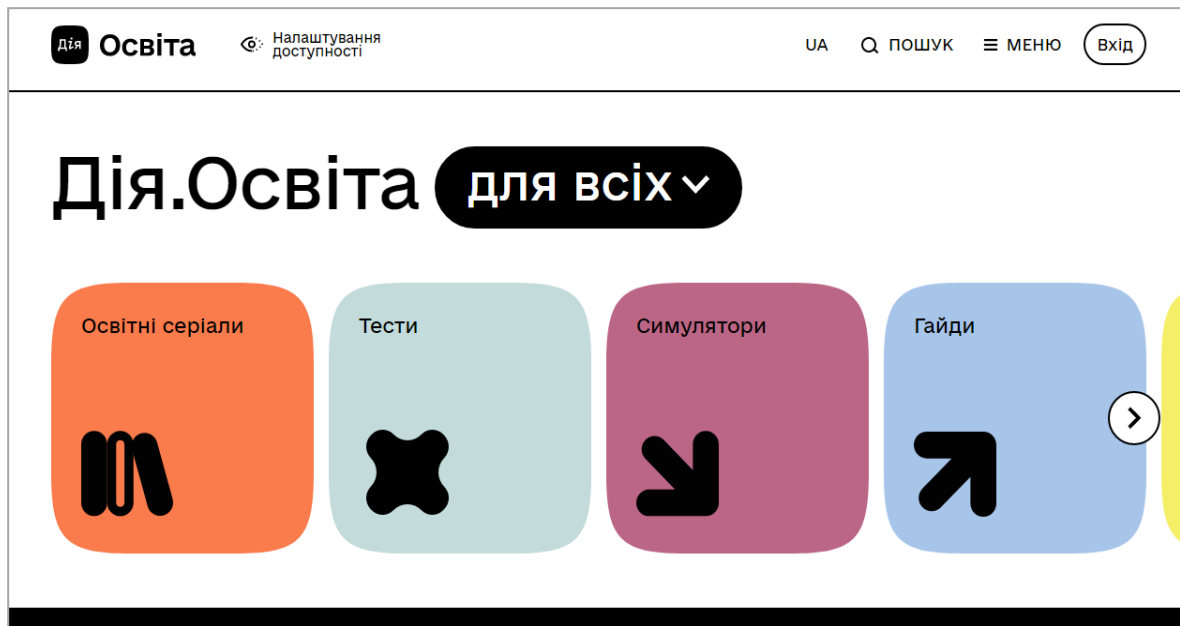 Дія Освіта
Налаштування
доступності
UA
ПОШУК
МЕНЮ
Вхід
Дія.Освіта для всіх
Освітні серіали
Тести
Симулятори
Гайди